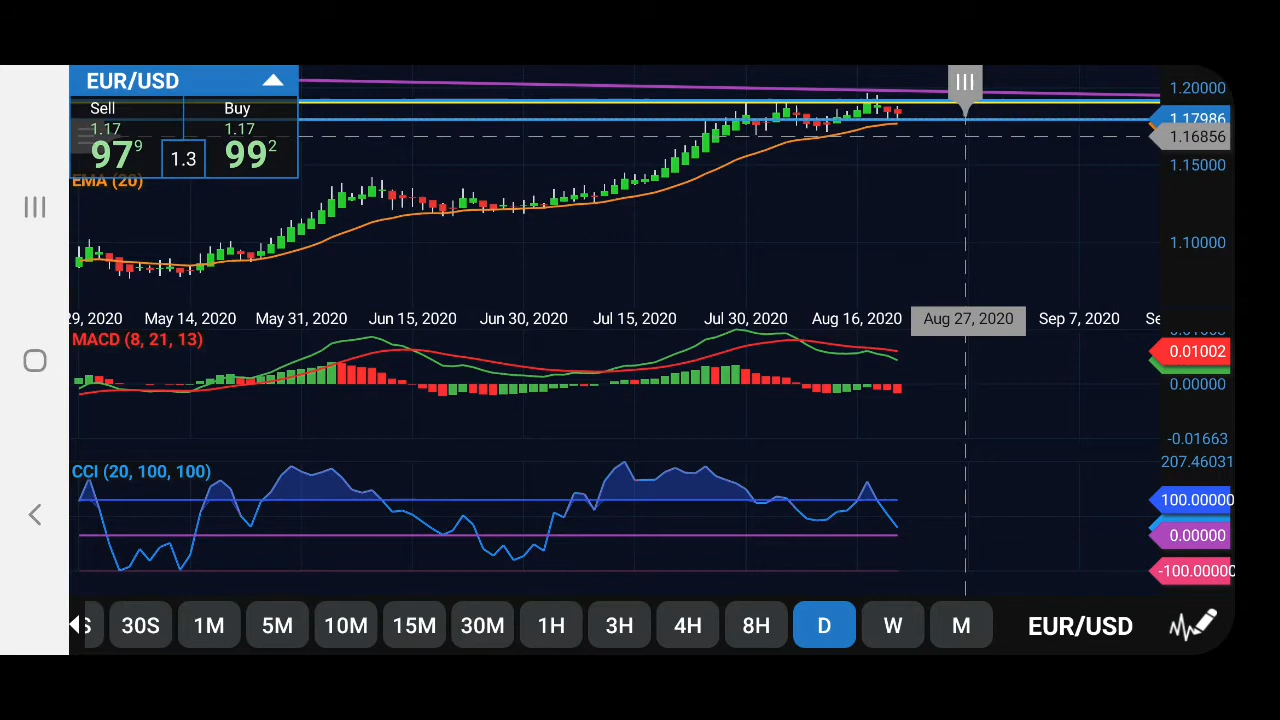 EUR/USD
Sell Buy
1.17 1.17
97⁹ 1.3 99²
EMA (20)
1.20000
1.17986
1.16856
1.15000
1.10000
29, 2020 May 14, 2020 May 31, 2020 Jun 15, 2020 Jun 30, 2020 Jul 15, 2020 Jul 30, 2020 Aug 16, 2020 Aug 27, 2020 Sep 7, 2020
MACD (8, 21, 13)
0.01002
0.00000
-0.01663
CCI (20, 100, 100)
207.46031
100.00000
0.00000
-100.00000
30S 1M 5M 10M 15M 30M 1H 3H 4H 8H D W M EUR/USD